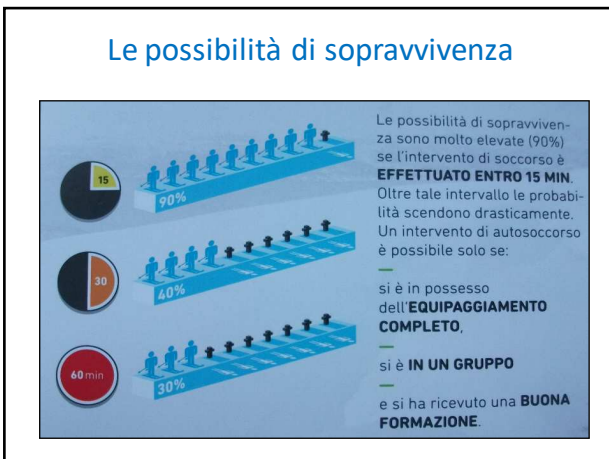 Le possibilità di sopravvivenza
15
90%
30
40%
60 min
30%
Le possibilità di sopravviven-
za sono molto elevate (90%)
se l'intervento di soccorso è
EFFETTUATO ENTRO 15 MIN.
Oltre tale intervallo le probabi-
lità scendono drasticamente.
Un intervento di autosoccorso
è possibile solo se:
—
si è in possesso
dell'EQUIPAGGIAMENTO
COMPLETO,
—
si è IN UN GRUPPO
—
e si ha ricevuto una BUONA
FORMAZIONE.